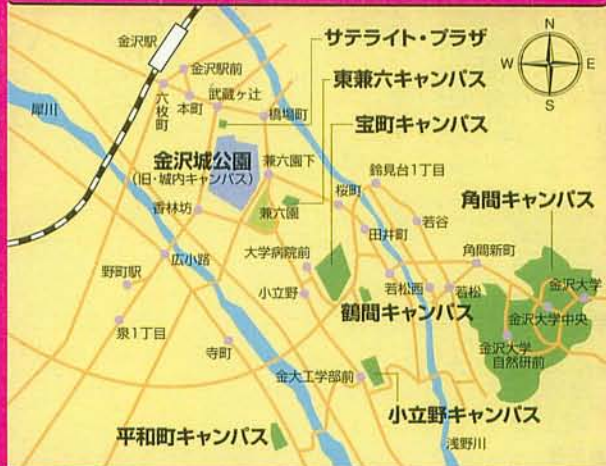 サテライト・プラザ
N
W
E
S
金沢駅
金沢駅前
東兼六キャンパス
六枚町
本町
武蔵ヶ辻
橋場町
宝町キャンパス
犀川
金沢城公園
(旧・城内キャンパス)
兼六園下
鈴見台1丁目
桜町
角間キャンパス
香林坊
兼六園
若谷
田井町
広小路
大学病院前
角間新町
野町駅
小立野
若松西
若松
金沢大学
鶴間キャンパス
金沢大学中央
泉1丁目
寺町
金沢大学
自然研前
金大工学部前
小立野キャンパス
平和町キャンパス
浅野川